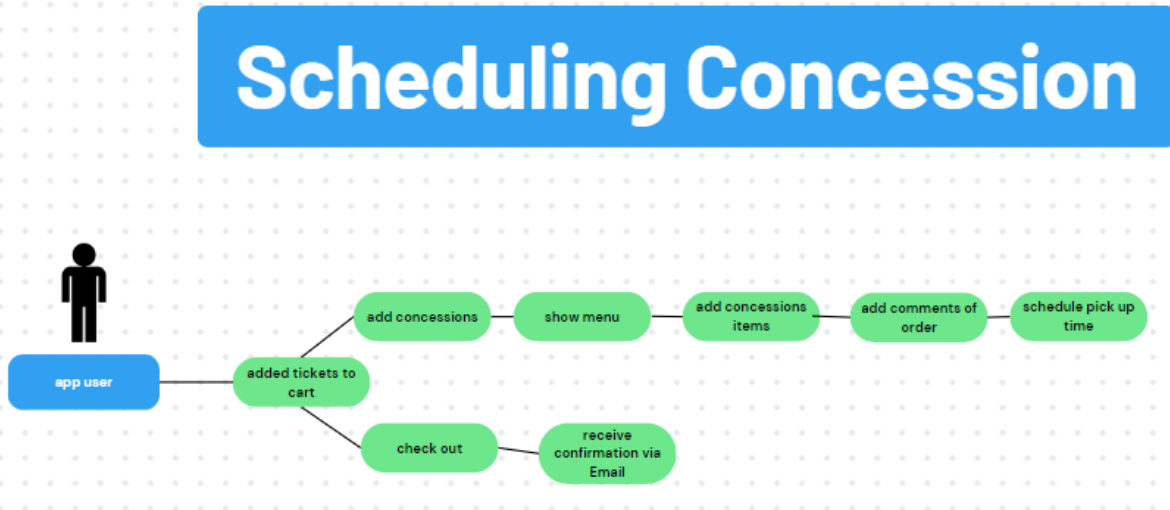 Scheduling Concession
add concessions
show menu
add concessions
items
add comments of
order
schedule pick up
time
app user
added tickets to
cart
check out
receive
confirmation via
Email